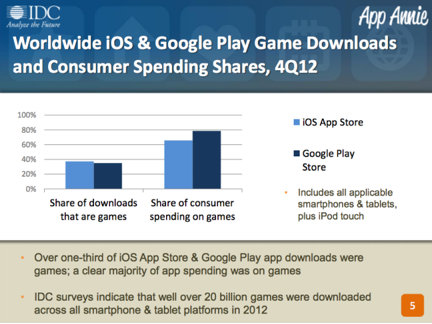 IDC
Analyze the Future
App Annie
Worldwide iOS & Google Play Game Downloads
and Consumer Spending Shares, 4Q12
100%
80%
60%
40%
20%
0%
Share of downloads
that are games
Share of consumer
spending on games
iOS App Store
Google Play
Store
• Includes all applicable
smartphones & tablets,
plus iPod touch
• Over one-third of iOS App Store & Google Play app downloads were
games; a clear majority of app spending was on games
• IDC surveys indicate that well over 20 billion games were downloaded
across all smartphone & tablet platforms in 2012
5